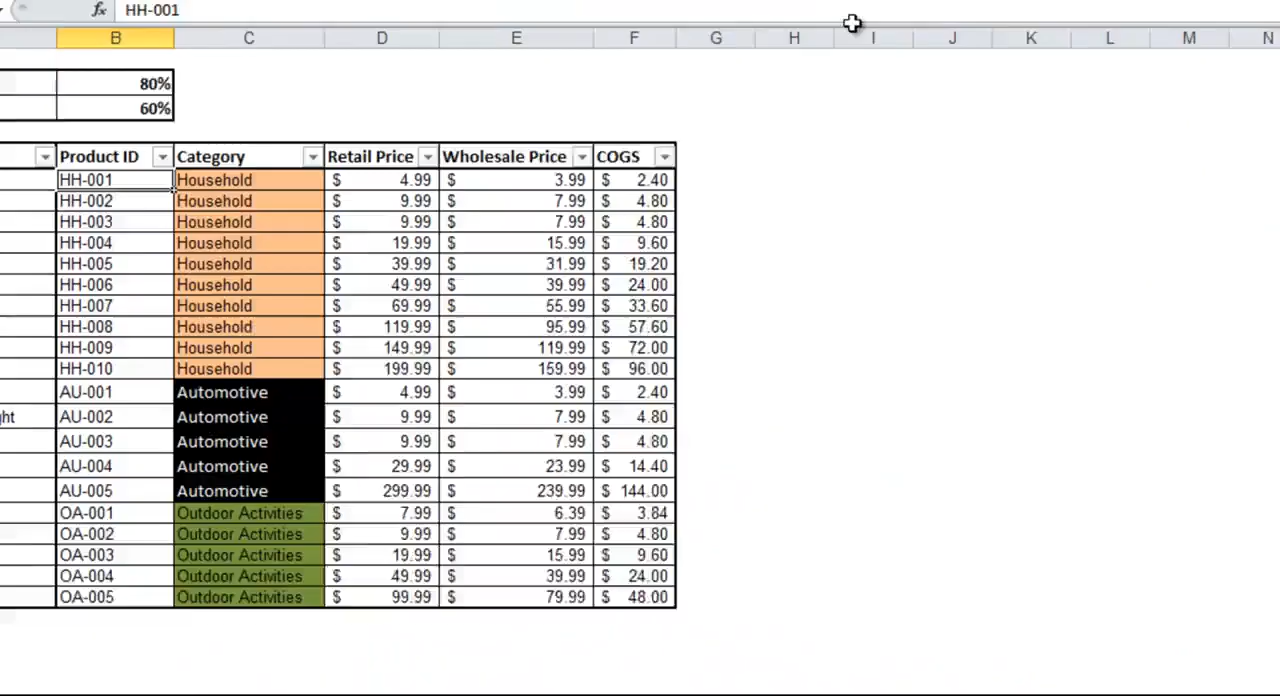 fx HH-001
B C D E F G H I J K L M N
80%
60%
Product ID Category Retail Price Wholesale Price COGS
HH-001 Household $ 4.99 $ 3.99 $ 2.40
HH-002 Household $ 9.99 $ 7.99 $ 4.80
HH-003 Household $ 9.99 $ 7.99 $ 4.80
HH-004 Household $ 19.99 $ 15.99 $ 9.60
HH-005 Household $ 39.99 $ 31.99 $ 19.20
HH-006 Household $ 49.99 $ 39.99 $ 24.00
HH-007 Household $ 69.99 $ 55.99 $ 33.60
HH-008 Household $ 119.99 $ 95.99 $ 57.60
HH-009 Household $ 149.99 $ 119.99 $ 72.00
HH-010 Household $ 199.99 $ 159.99 $ 96.00
AU-001 Automotive $ 4.99 $ 3.99 $ 2.40
ght AU-002 Automotive $ 9.99 $ 7.99 $ 4.80
AU-003 Automotive $ 9.99 $ 7.99 $ 4.80
AU-004 Automotive $ 29.99 $ 23.99 $ 14.40
AU-005 Automotive $ 299.99 $ 239.99 $ 144.00
OA-001 Outdoor Activities $ 7.99 $ 6.39 $ 3.84
OA-002 Outdoor Activities $ 9.99 $ 7.99 $ 4.80
OA-003 Outdoor Activities $ 19.99 $ 15.99 $ 9.60
OA-004 Outdoor Activities $ 49.99 $ 39.99 $ 24.00
OA-005 Outdoor Activities $ 99.99 $ 79.99 $ 48.00